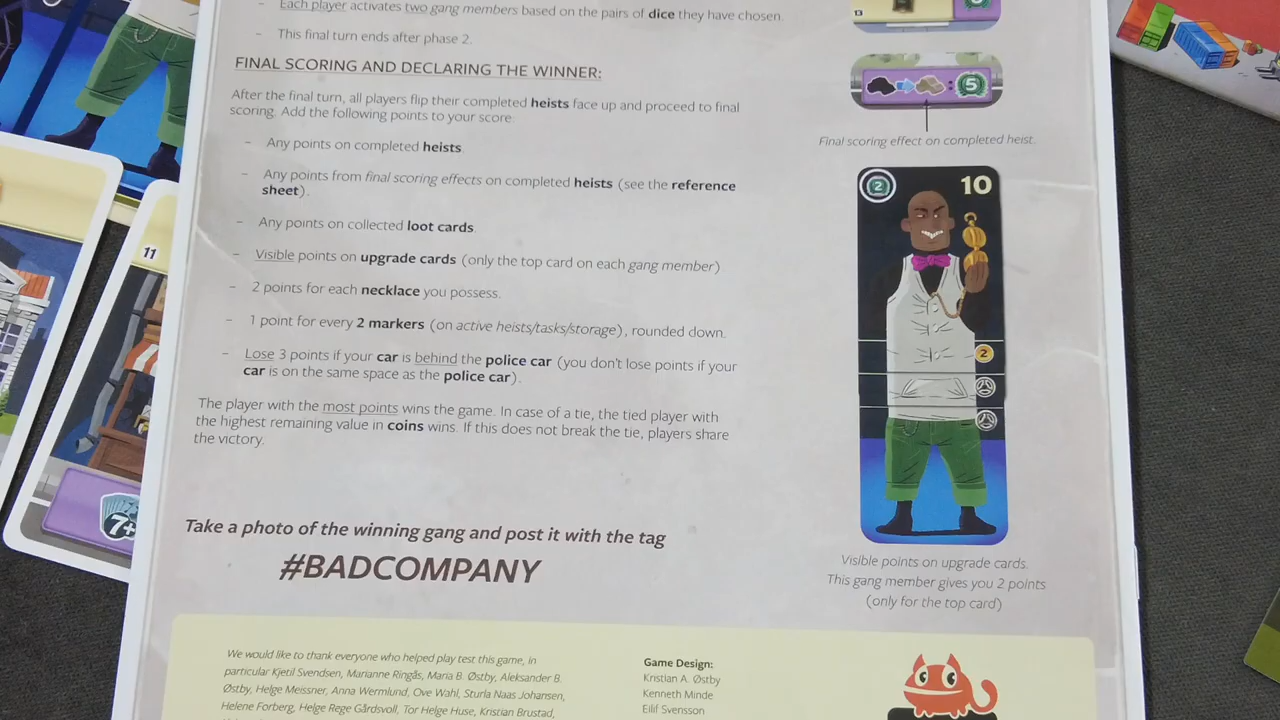 - Each player activates two gang members based on the pairs of dice they have chosen.
- This final turn ends after phase 2.
FINAL SCORING AND DECLARING THE WINNER:
After the final turn, all players flip their completed heists face up and proceed to final
scoring. Add the following points to your score:
- Any points on completed heists.
- Any points from final scoring effects on completed heists (see the reference
sheet).
- Any points on collected loot cards.
- Visible points on upgrade cards (only the top card on each gang member)
- 2 points for each necklace you possess.
- 1 point for every 2 markers (on active heists/tasks/storage), rounded down.
- Lose 3 points if your car is behind the police car (you don't lose points if your
car is on the same space as the police car).
The player with the most points wins the game. In case of a tie, the tied player with
the highest remaining value in coins wins. If this does not break the tie, players share
the victory.
Take a photo of the winning gang and post it with the tag
#BADCOMPANY
5
Final scoring effect on completed heist.
2
10
2
Visible points on upgrade cards.
This gang member gives you 2 points
(only for the top card)
We would like to thank everyone who helped play test this game, in
particular Kjetil Svendsen, Marianne Ringås, Maria B. Østby, Aleksander B.
Østby, Helge Meissner, Anna Wermlund, Ove Wahl, Sturla Naas Johansen,
Helene Forberg, Helge Rege Gårdsvoll, Tor Helge Huse, Kristian Brustad,
Game Design:
Kristian A. Østby
Kenneth Minde
Eilif Svensson
11
7+